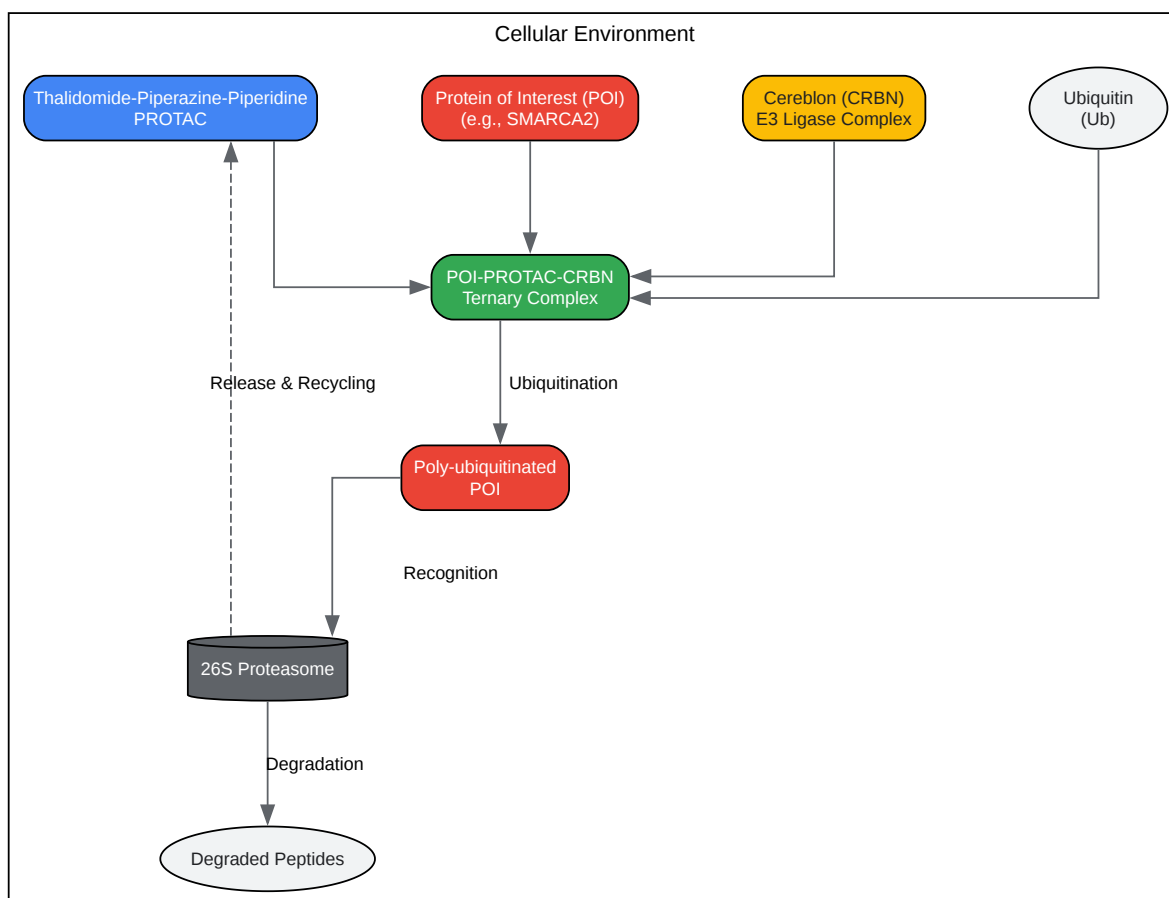 Cellular Environment
Thalidomide-Piperazine-Piperidine
PROTAC
Protein of Interest (POI)
(e.g., SMARCA2)
Cereblon (CRBN)
E3 Ligase Complex
Ubiquitin
(Ub)
POI-PROTAC-CRBN
Ternary Complex
Release & Recycling
Ubiquitination
Poly-ubiquitinated
POI
Recognition
26S Proteasome
Degradation
Degraded Peptides